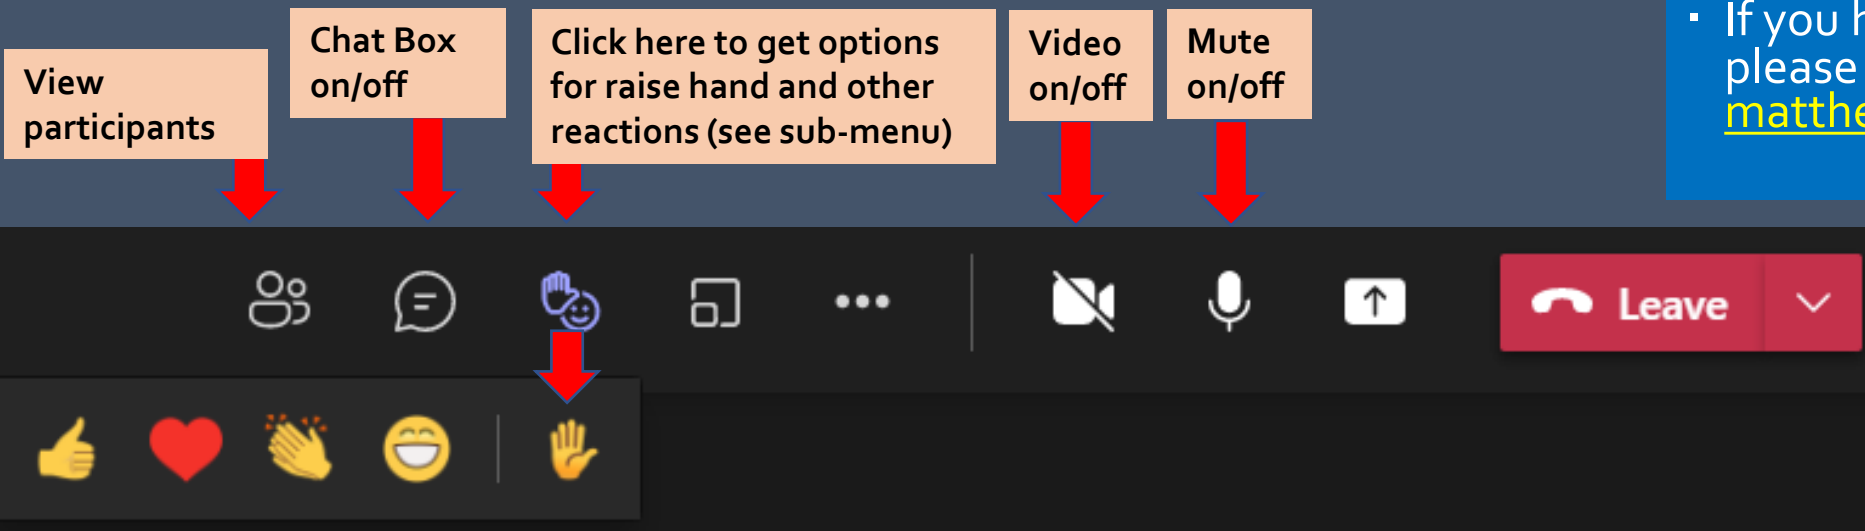 View
participants
Chat Box
on/off
Click here to get options
for raise hand and other
reactions (see sub-menu)
Video
on/off
Mute
on/off
▪ If you
please
Leave